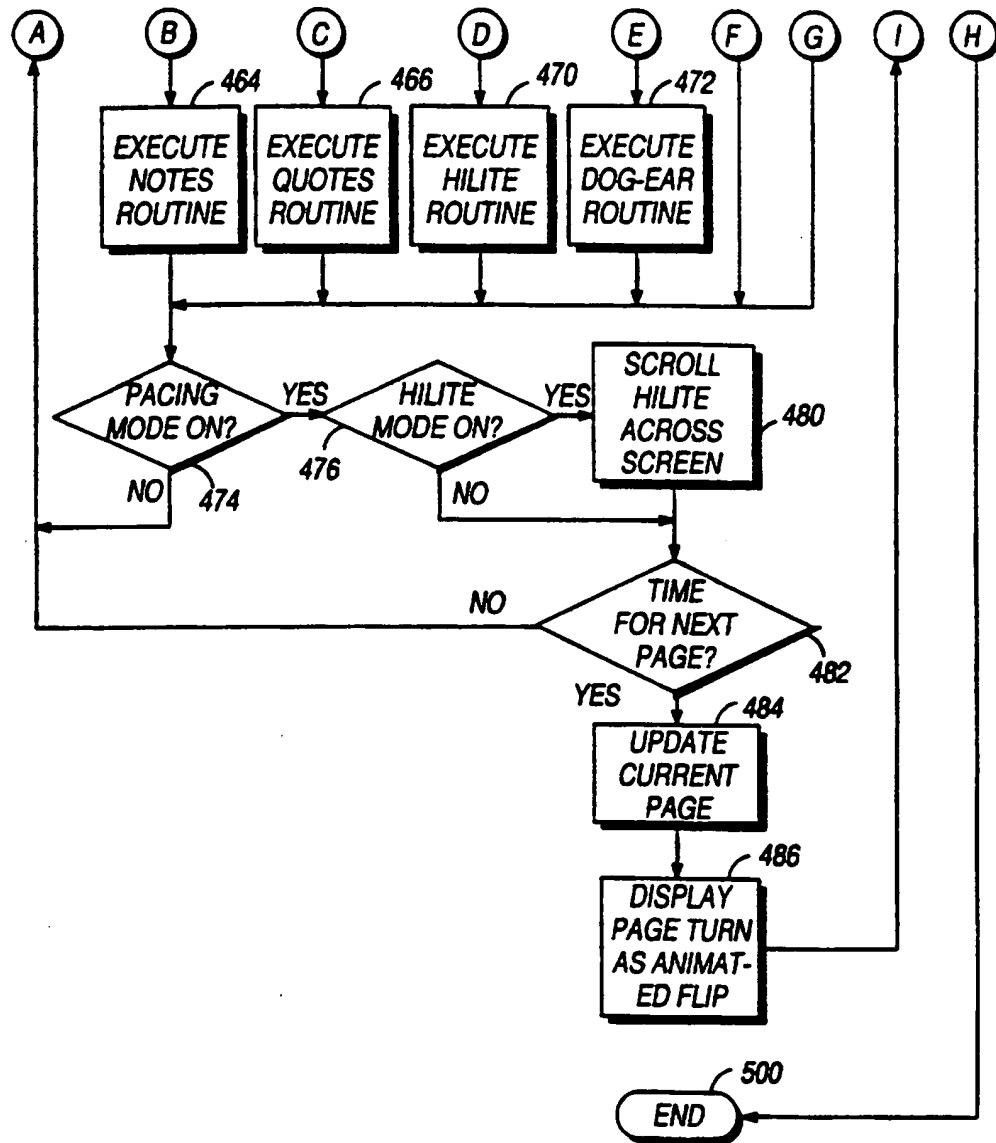 A B C D E F G I H
464 466 470 472
EXECUTE
NOTES
ROUTINE
EXECUTE
QUOTES
ROUTINE
EXECUTE
HILITE
ROUTINE
EXECUTE
DOG-EAR
ROUTINE
PACING
MODE ON?
YES
NO
474
HILITE
MODE ON?
YES
476
NO
SCROLL
HILITE
ACROSS
SCREEN
480
TIME
FOR NEXT
PAGE?
NO
482
YES
484
UPDATE
CURRENT
PAGE
486
DISPLAY
PAGE TURN
AS ANIMAT-
ED FLIP
500
END